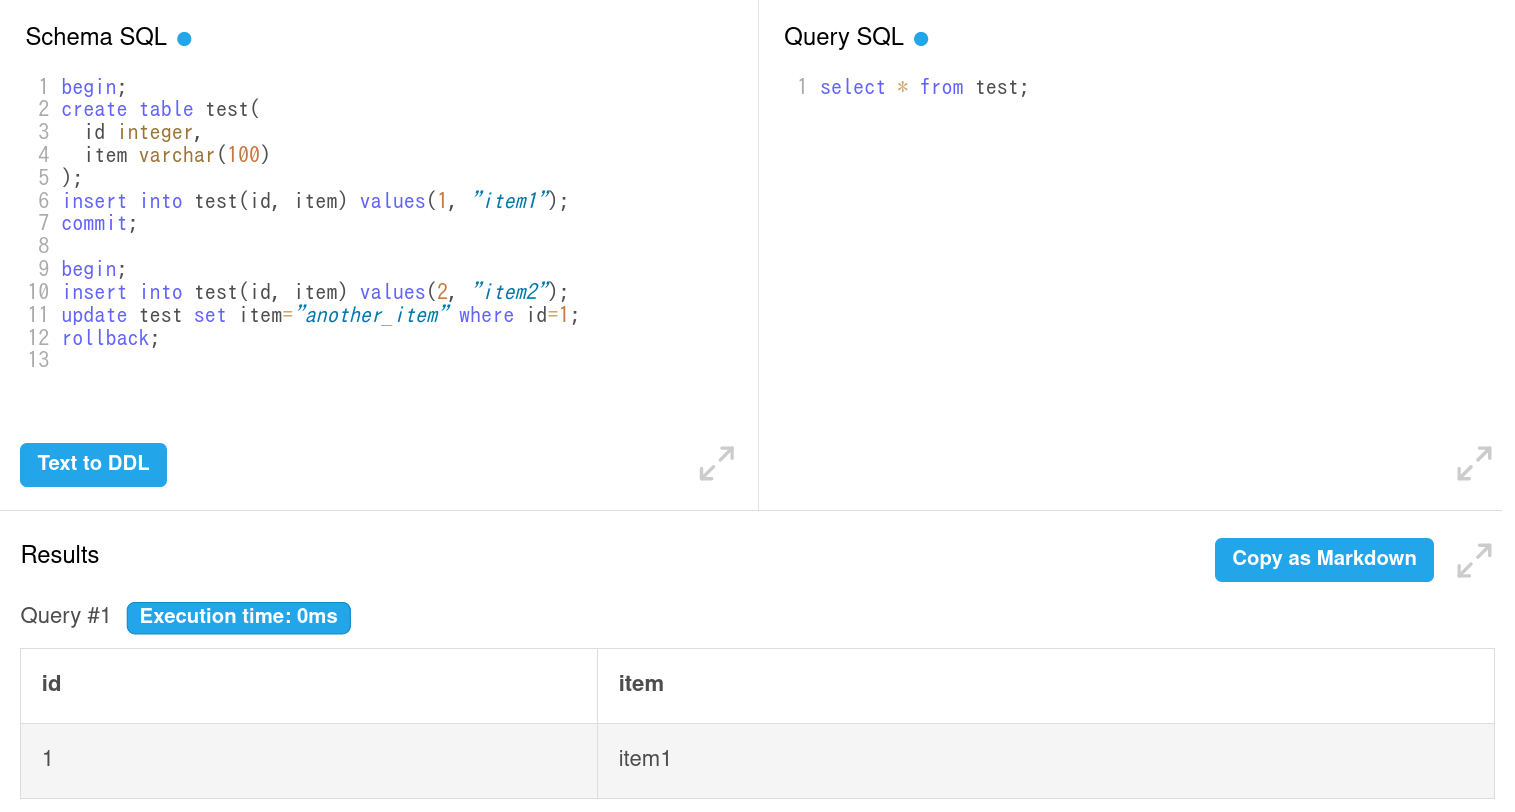 Schema SQL
1 begin;
2 create table test(
3   id integer,
4   item varchar(100)
5 );
6 insert into test(id, item) values(1, "item1");
7 commit;
8
9 begin;
10 insert into test(id, item) values(2, "item2");
11 update test set item="another_item" where id=1;
12 rollback;
13
Text to DDL
Query SQL
1 select * from test;
Results
Copy as Markdown
Query #1 Execution time: 0ms
id item
1 item1